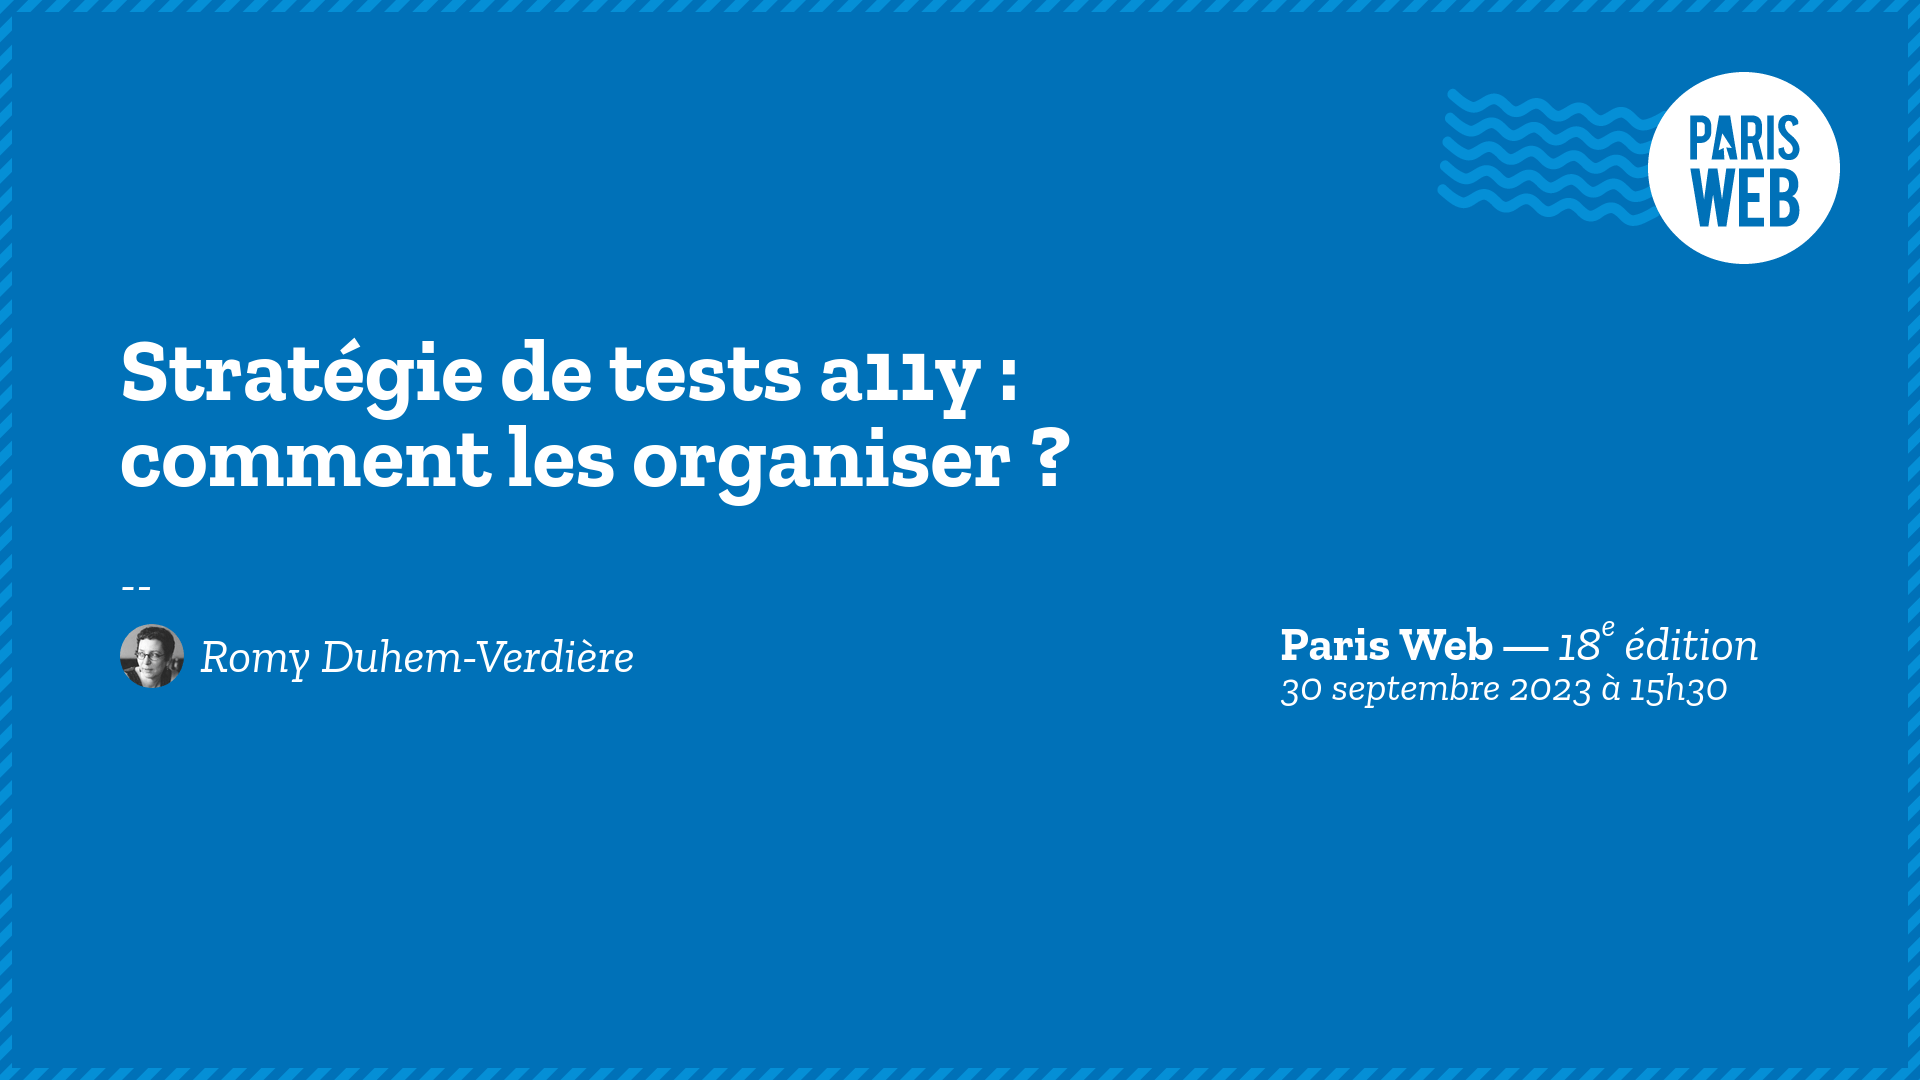 PARIS
WEB
Stratégie de tests a11y :
comment les organiser ?
--
Romy Duhem-Verdière
Paris Web — 18e édition
30 septembre 2023 à 15h30